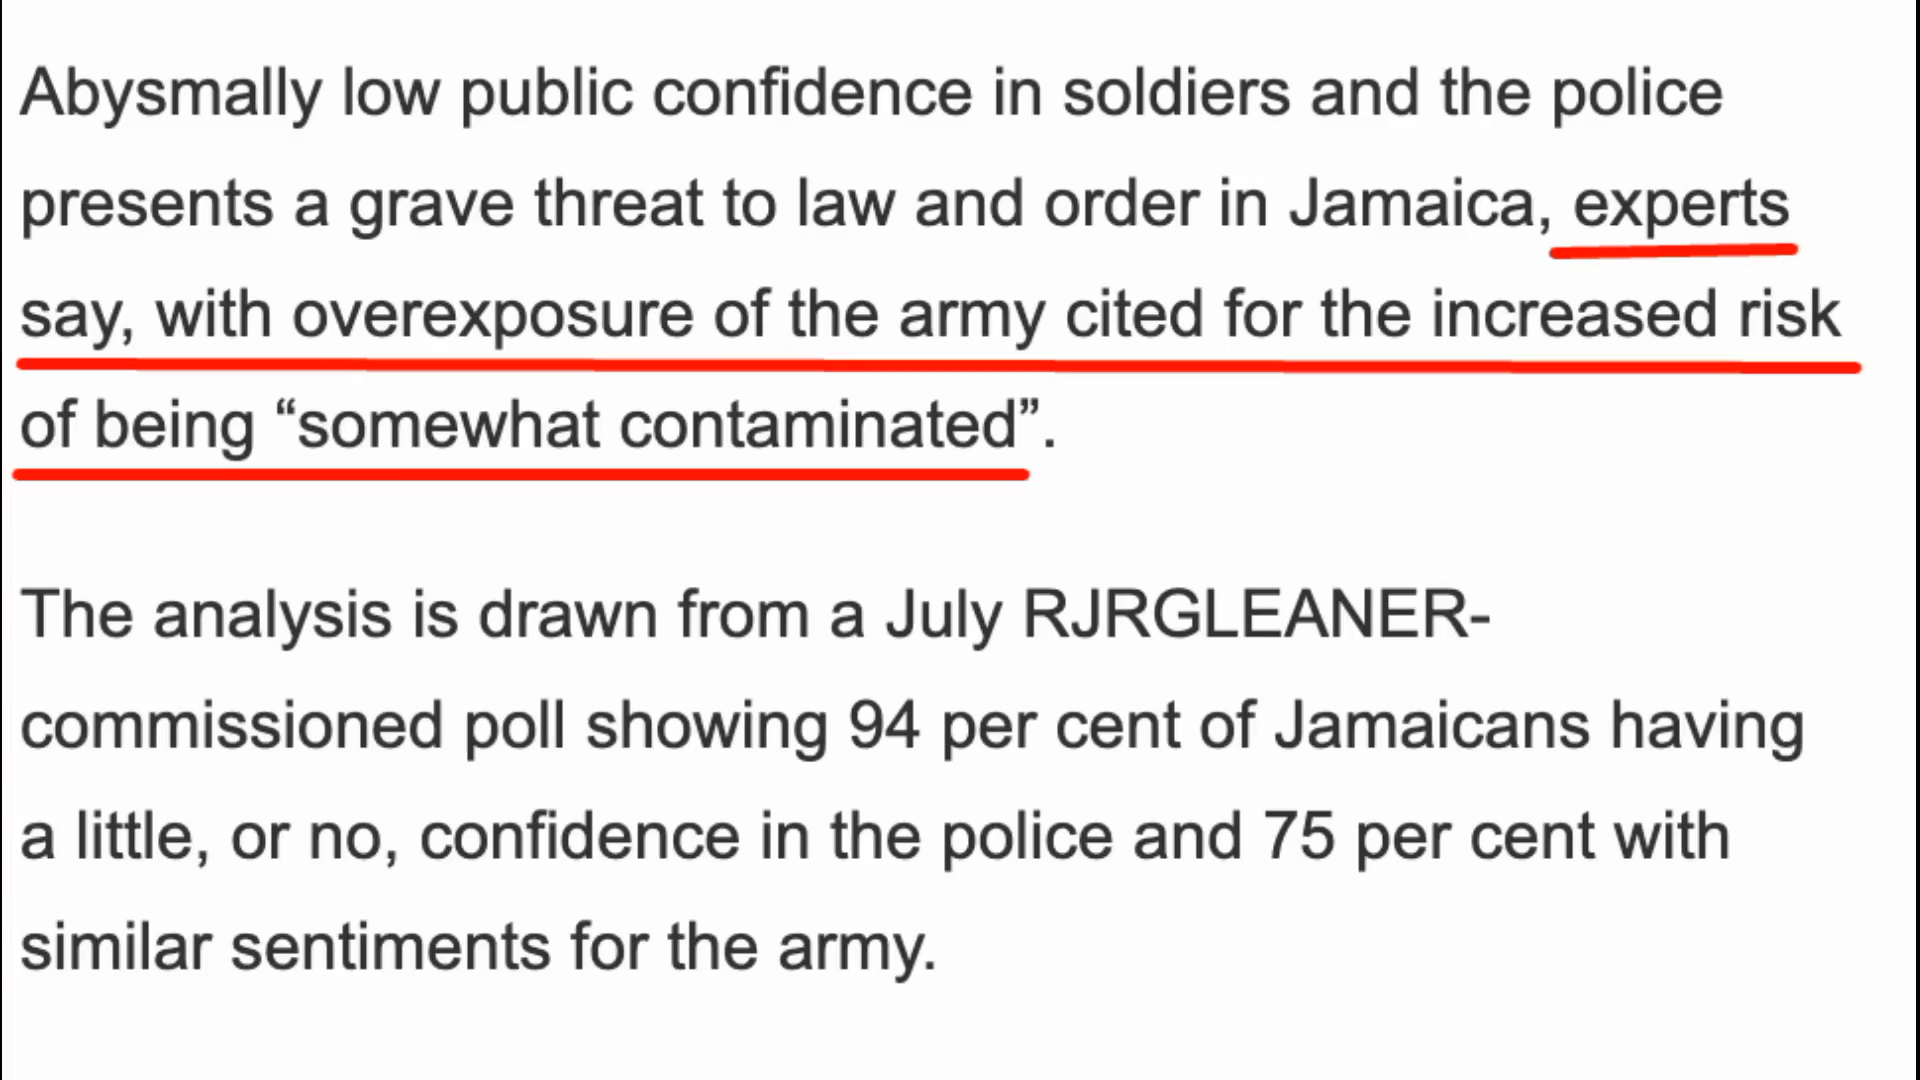 Abysmally low public confidence in soldiers and the police
presents a grave threat to law and order in Jamaica, experts
say, with overexposure of the army cited for the increased risk
of being “somewhat contaminated”.
The analysis is drawn from a July RJRGLEANER-
commissioned poll showing 94 per cent of Jamaicans having
a little, or no, confidence in the police and 75 per cent with
similar sentiments for the army.